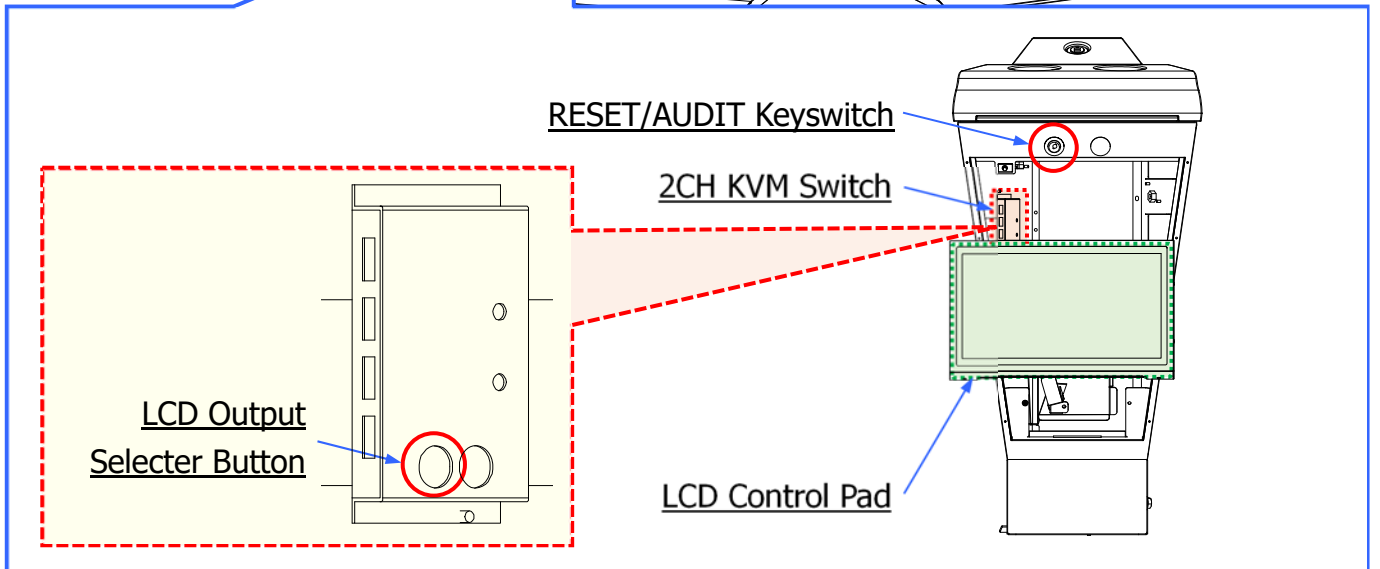 RESET/AUDIT Keyswitch
2CH KVM Switch
LCD Output
Selecter Button
LCD Control Pad